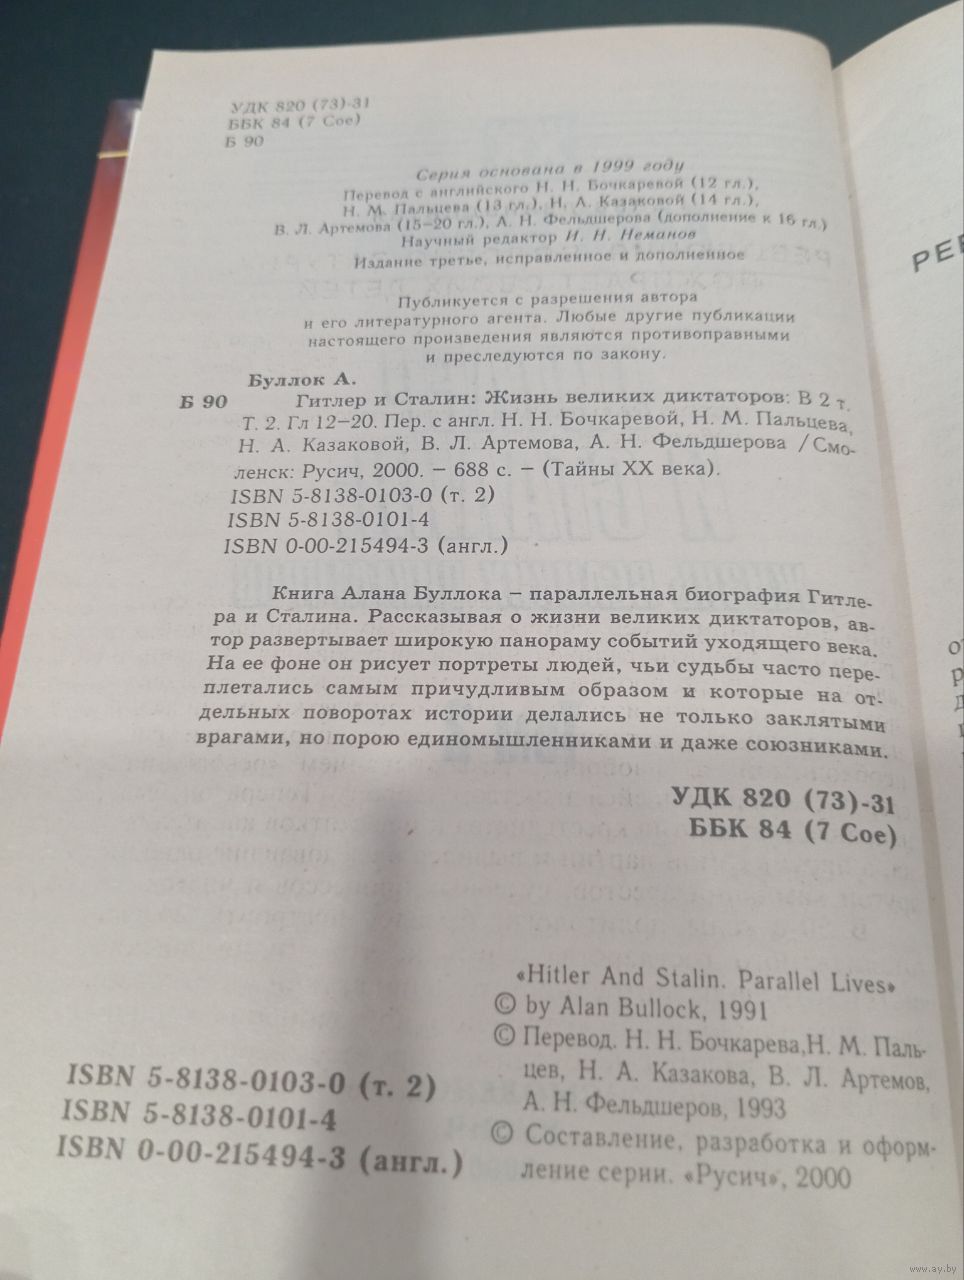 УДК 820 (73)-31
ББК 84 (7 Сое)
Б 90
Серия основана в 1999 году
Перевод с английского Н. Н. Бочкаревой (12 гл.),
Н. М. Пальцева (13 гл.), Н. А. Казаковой (14 гл.),
В. Л. Артемова (15—20 гл.), А. Н. Фельдшерова (дополнение к 16 гл.)
Научный редактор И. Н. Неманов
Издание третье, исправленное и дополненное
Публикуется с разрешения автора
и его литературного агента. Любые другие публикации
настоящего произведения являются противоправными
и преследуются по закону.
Буллок А.
Б 90 Гитлер и Сталин: Жизнь великих диктаторов: В 2 т.
Т. 2. Гл 12—20. Пер. с англ. Н. Н. Бочкаревой, Н. М. Пальцева,
Н. А. Казаковой, В. Л. Артемова, А. Н. Фельдшерова /Смо-
ленск: Русич, 2000. — 688 с. — (Тайны XX века).
ISBN 5-8138-0103-0 (т. 2)
ISBN 5-8138-0101-4
ISBN 0-00-215494-3 (англ.)
Книга Алана Буллока — параллельная биография Гитле-
ра и Сталина. Рассказывая о жизни великих диктаторов, ав-
тор развертывает широкую панораму событий уходящего века.
На ее фоне он рисует портреты людей, чьи судьбы часто пере-
плетались самым причудливым образом и которые на от-
дельных поворотах истории делались не только заклятыми
врагами, но порою единомышленниками и даже союзниками.
УДК 820 (73)-31
ББК 84 (7 Сое)
«Hitler And Stalin. Parallel Lives»
© by Alan Bullock, 1991
© Перевод. Н. Н. Бочкарева,Н. М. Паль-
цев, Н. А. Казакова, В. Л. Артемов,
А. Н. Фельдшеров, 1993
© Составление, разработка и оформ-
ление серии. «Русич», 2000
ISBN 5-8138-0103-0 (т. 2)
ISBN 5-8138-0101-4
ISBN 0-00-215494-3 (англ.)
www.ay.by